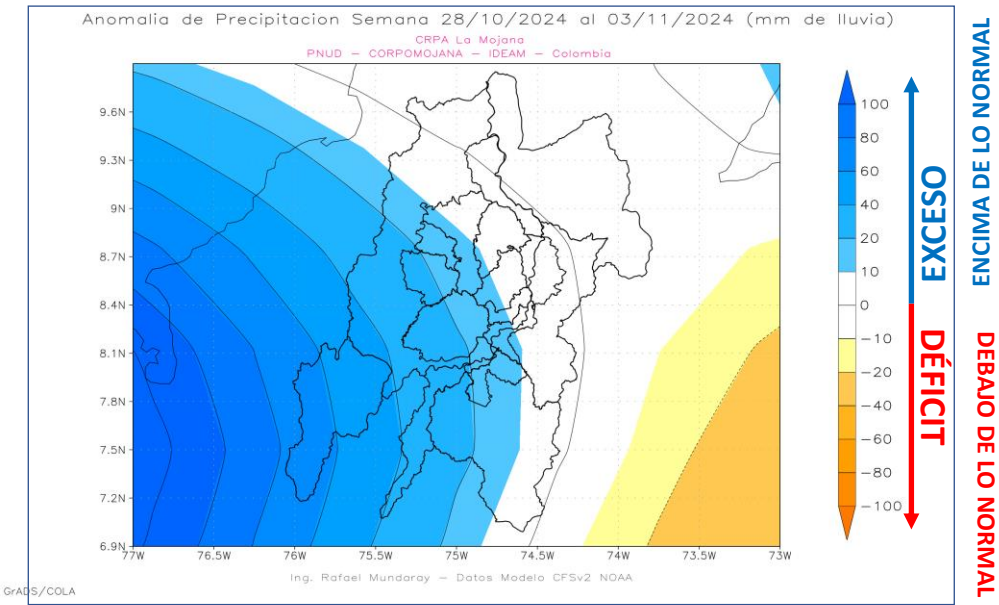 Anomalia de Precipitacion Semana 28/10/2024 al 03/11/2024 (mm de lluvia)
CRPA La Mojana
PNUD – CORPOMOJANA – IDEAM – Colombia
9.6N
9.3N
9N
8.7N
8.4N
8.1N
7.8N
7.5N
7.2N
6.9N
77W 76.5W 76W 75.5W 75W 74.5W 74W 73.5W 73W
Ing. Rafael Mundaray – Datos Modelo CFSv2 NOAA
GrADS/COLA
100
80
60
40
20
10
0
−10
−20
−40
−60
−80
−100
EXCESO
DÉFICIT
ENCIMA DE LO NORMAL
DEBAJO DE LO NORMAL